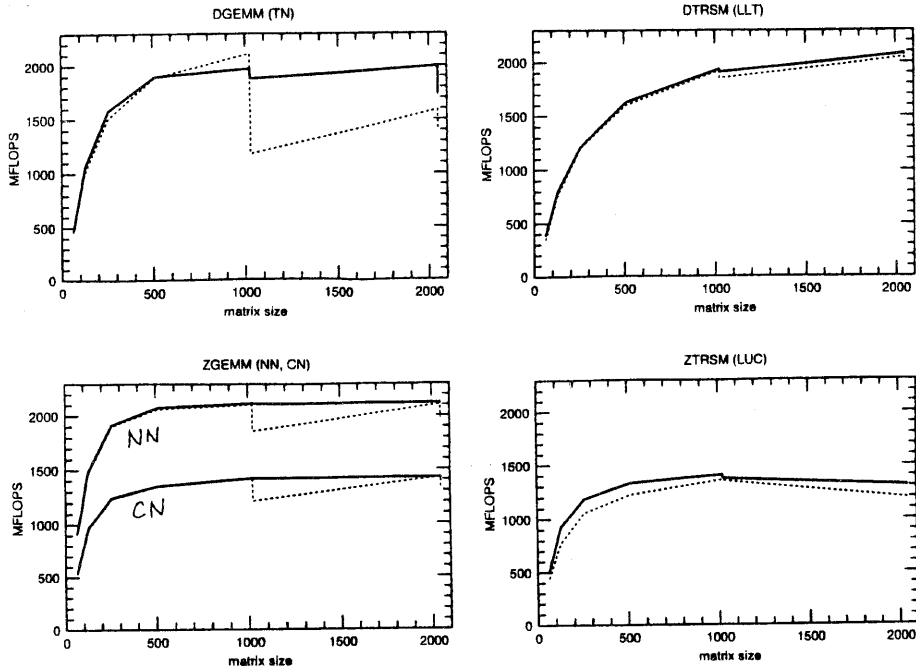 DGEMM (TN)
MFLOPS
2000
1500
1000
500
0
0 500 1000 1500 2000
matrix size
DTRSM (LLT)
MFLOPS
2000
1500
1000
500
0
0 500 1000 1500 2000
matrix size
ZGEMM (NN, CN)
MFLOPS
2000
1500
1000
500
0
NN
CN
0 500 1000 1500 2000
matrix size
ZTRSM (LUC)
MFLOPS
2000
1500
1000
500
0
0 500 1000 1500 2000
matrix size